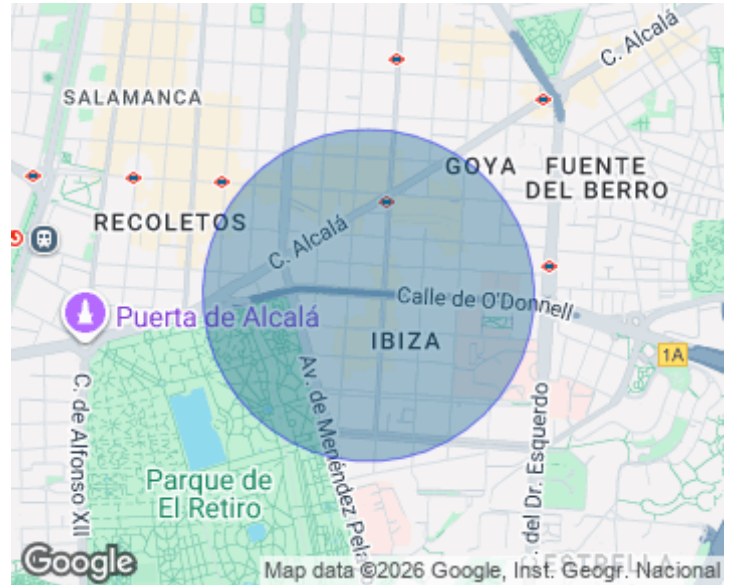 C. Alcalá
SALAMANCA
GOYA
FUENTE
DEL BERRO
RECOLETOS
C. Alcalá
Calle de O'Donnell
Puerta de Alcalá
IBIZA
1A
C. de Alfonso XII
Av. de Menéndez Pela
. del Dr. Esquerdo
Parque de
El Retiro
ESTRELLA
Google
Map data ©2026 Google, Inst. Geogr. Nacional